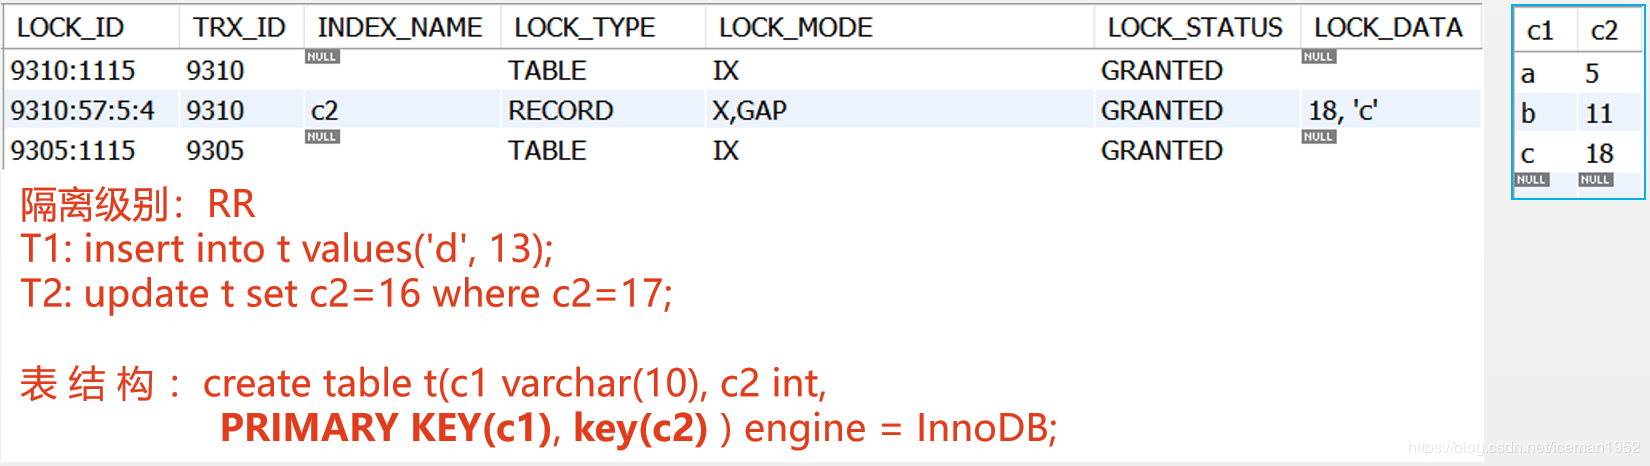 LOCK_ID TRX_ID INDEX_NAME LOCK_TYPE LOCK_MODE LOCK_STATUS LOCK_DATA
9310:1115 9310 NULL TABLE IX GRANTED NULL
9310:57:5:4 9310 c2 RECORD X,GAP GRANTED 18, 'c'
9305:1115 9305 NULL TABLE IX GRANTED NULL
c1 c2
a 5
b 11
c 18
NULL NULL
隔离级别：RR
T1: insert into t values('d', 13);
T2: update t set c2=16 where c2=17;
表 结 构 ： create table t(c1 varchar(10), c2 int,
PRIMARY KEY(c1), key(c2) ) engine = InnoDB;
https://blog.csdn.net/iceman1952